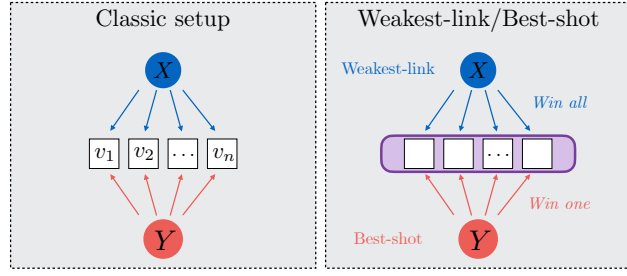 Classic setup
X
v₁ v₂ ... vₙ
Y
Weakest-link/Best-shot
Weakest-link X
Win all
...
Win one
Best-shot Y